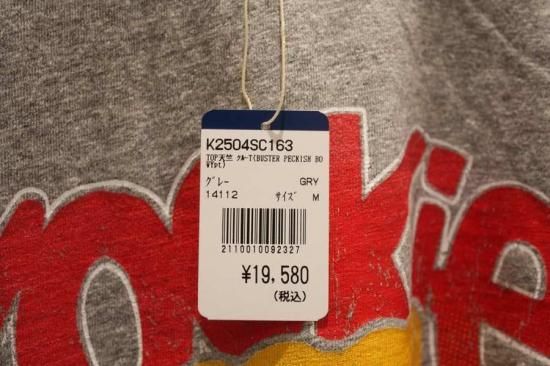 K2504SC163
TOP天竺 ｸﾙｰT(BUSTER PECKISH BO
WYpt)
ｸﾞﾚｰ GRY
14112 ｻｲｽﾞ M
2110010092327
¥19,580
(税込)